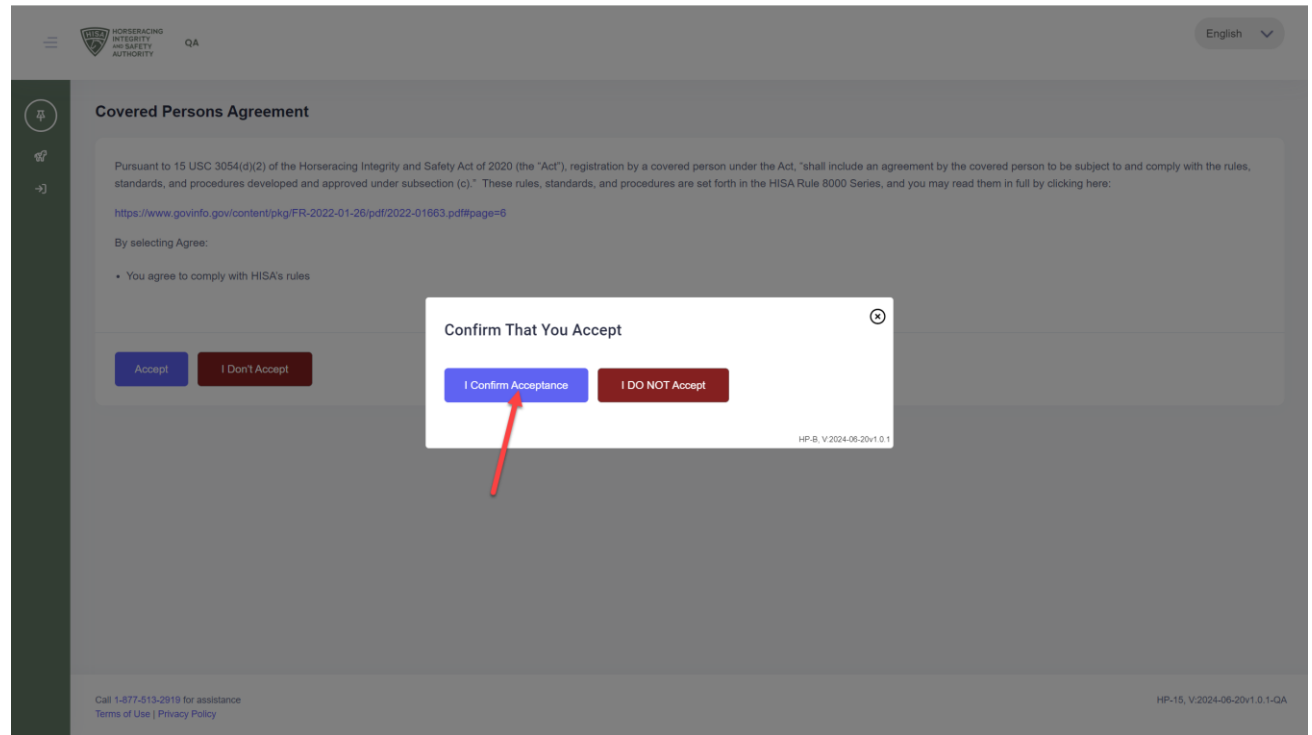 HISA
HORSERACING
INTEGRITY
AND SAFETY
AUTHORITY
QA
English
Covered Persons Agreement
Pursuant to 15 USC 3054(d)(2) of the Horseracing Integrity and Safety Act of 2020 (the "Act"), registration by a covered person under the Act, "shall include an agreement by the covered person to be subject to and comply with the rules,
standards, and procedures developed and approved under subsection (c)." These rules, standards, and procedures are set forth in the HISA Rule 8000 Series, and you may read them in full by clicking here:
https://www.govinfo.gov/content/pkg/FR-2022-01-26/pdf/2022-01663.pdf#page=6
By selecting Agree:
• You agree to comply with HISA's rules
Confirm That You Accept
Accept
I Don't Accept
I Confirm Acceptance
I DO NOT Accept
HP-B, V:2024-06-20v1.0.1
Call 1-877-513-2919 for assistance
Terms of Use | Privacy Policy
HP-15, V:2024-06-20v1.0.1-QA